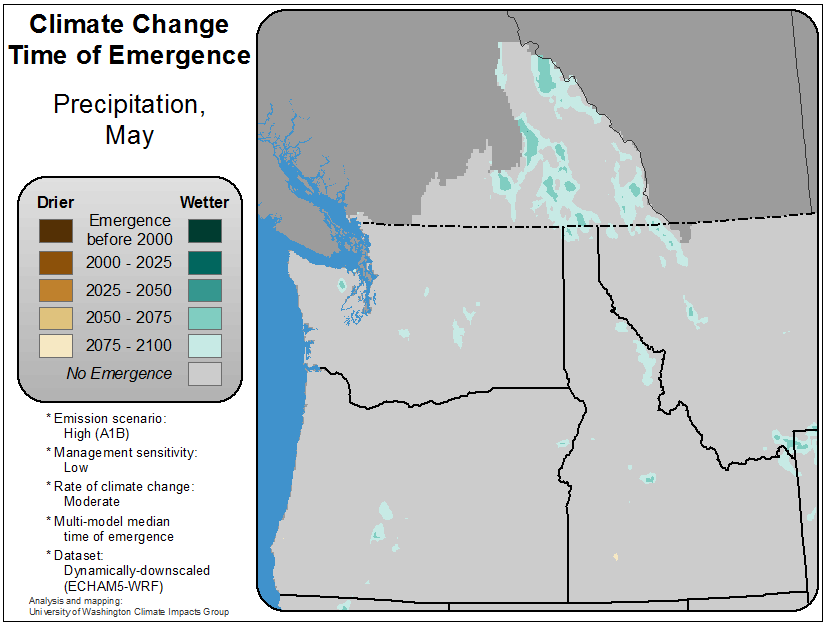 Climate Change
Time of Emergence
Precipitation,
May
Drier
Wetter
Emergence
before 2000
2000 - 2025
2025 - 2050
2050 - 2075
2075 - 2100
No Emergence
* Emission scenario:
High (A1B)
* Management sensitivity:
Low
* Rate of climate change:
Moderate
* Multi-model median
time of emergence
* Dataset:
Dynamically-downscaled
(ECHAM5-WRF)
Analysis and mapping:
University of Washington Climate Impacts Group